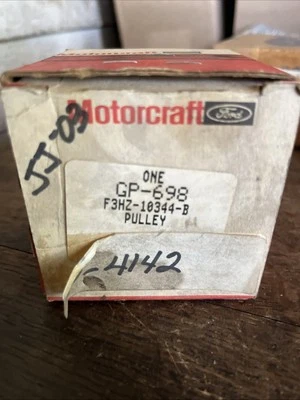 Motorcraft
Ford
JJ-03
ONE
GP-698
F3HZ-10344-B
PULLEY
-4142